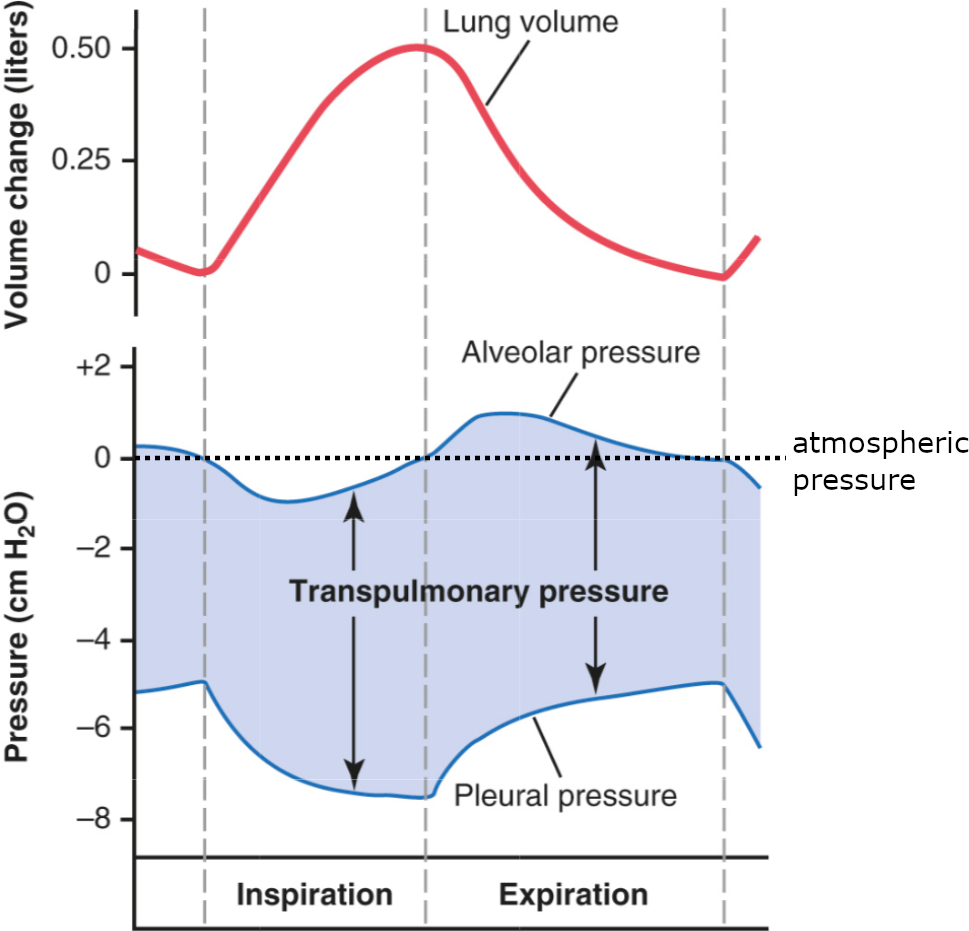 Volume change (liters)
0.50
0.25
0
Lung volume
Pressure (cm H₂O)
+2
0
−2
−4
−6
−8
Alveolar pressure
atmospheric
pressure
Transpulmonary pressure
Pleural pressure
Inspiration
Expiration